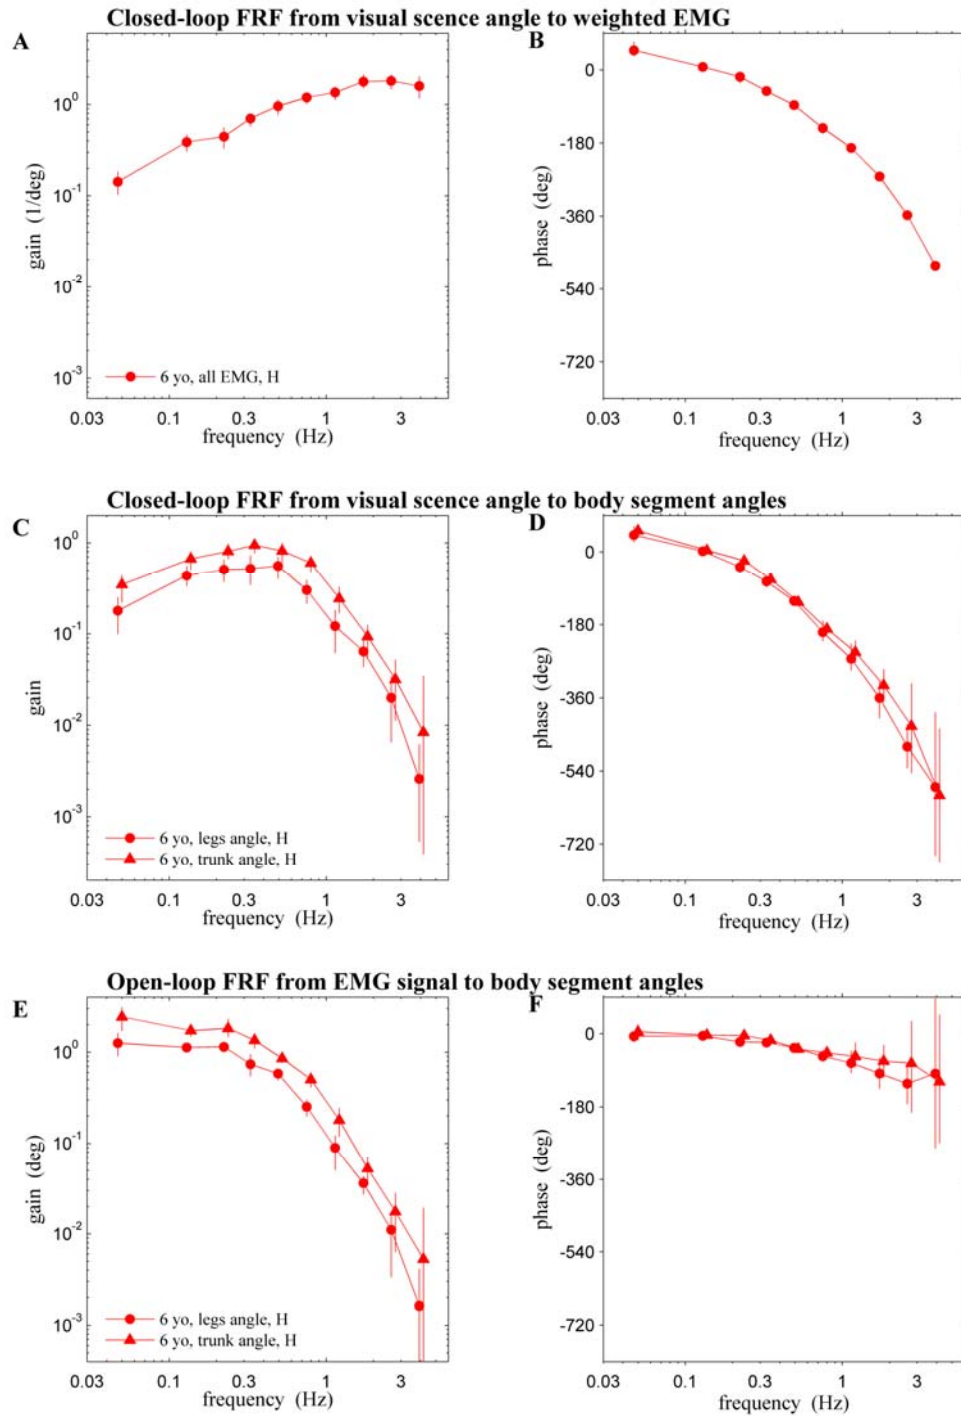 Closed-loop FRF from visual scence angle to weighted EMG
A
B
10^0
10^-1
10^-2
10^-3
gain (1/deg)
6 yo, all EMG, H
0.03 0.1 0.3 1 3
frequency (Hz)
0
-180
-360
-540
-720
phase (deg)
0.03 0.1 0.3 1 3
frequency (Hz)
Closed-loop FRF from visual scence angle to body segment angles
C
D
10^0
10^-1
10^-2
10^-3
gain
6 yo, legs angle, H
6 yo, trunk angle, H
0.03 0.1 0.3 1 3
frequency (Hz)
0
-180
-360
-540
-720
phase (deg)
0.03 0.1 0.3 1 3
frequency (Hz)
Open-loop FRF from EMG signal to body segment angles
E
F
10^0
10^-1
10^-2
10^-3
gain (deg)
6 yo, legs angle, H
6 yo, trunk angle, H
0.03 0.1 0.3 1 3
frequency (Hz)
0
-180
-360
-540
-720
phase (deg)
0.03 0.1 0.3 1 3
frequency (Hz)